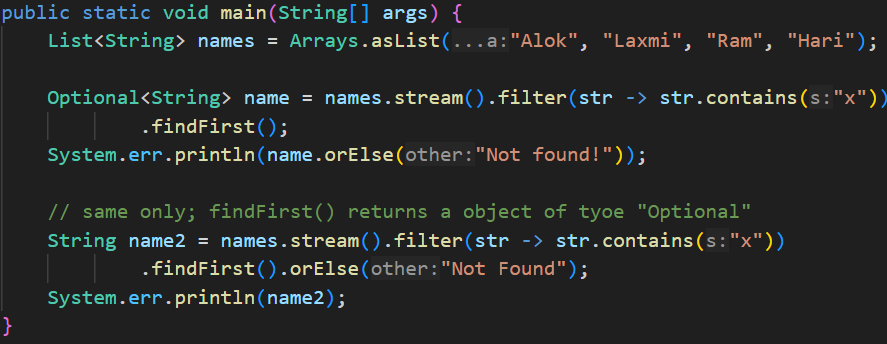 public static void main(String[] args) {
List<String> names = Arrays.asList(...a:"Alok", "Laxmi", "Ram", "Hari");
Optional<String> name = names.stream().filter(str -> str.contains(s:"x"))
.findFirst();
System.err.println(name.orElse(other:"Not found!"));
// same only; findFirst() returns a object of tyoe "Optional"
String name2 = names.stream().filter(str -> str.contains(s:"x"))
.findFirst().orElse(other:"Not Found");
System.err.println(name2);
}